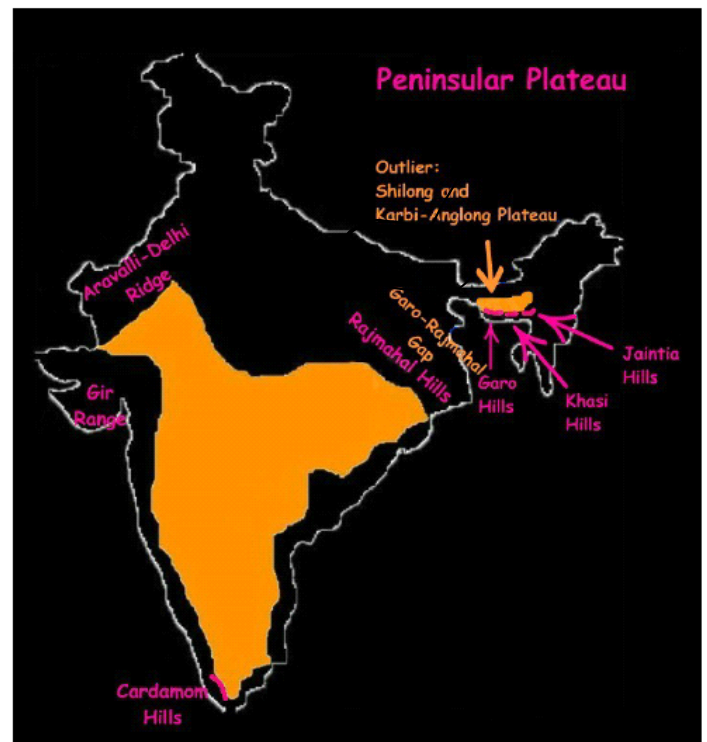 Peninsular Plateau
Outlier:
Shilong and
Karbi-Anglong Plateau
Aravalli-Delhi
Ridge
Garo-Rajmahal
Gap
Rajmahal Hills
Gir
Range
Garo
Hills
Khasi
Hills
Jaintia
Hills
Cardamom
Hills